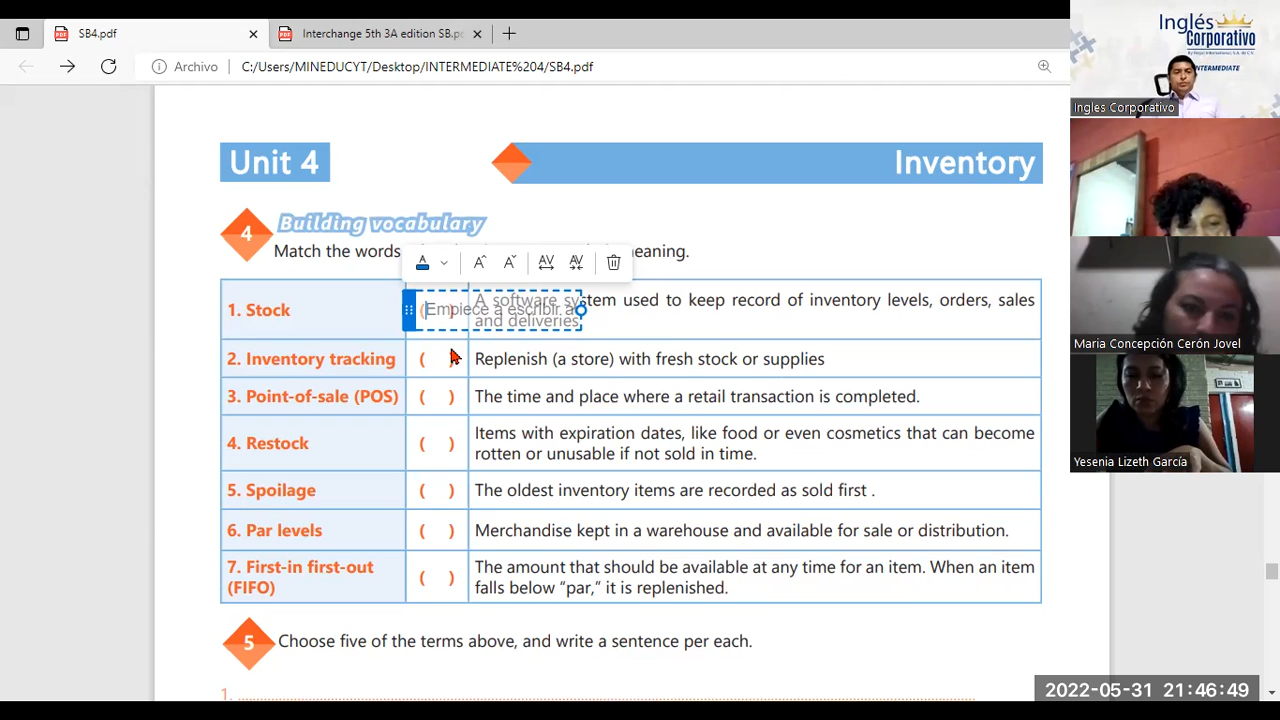 SB4.pdf
Interchange 5th 3A edition SB.p
Archivo
C:/Users/MINEDUCYT/Desktop/INTERMEDIATE%204/SB4.pdf
Inglés
Corporativo
INTERMEDIATE
Ingles Corporativo
Unit 4
Inventory
4
Building vocabulary
Match the words
meaning.
1. Stock
( )
Empiece a escribir a
A software system used to keep record of inventory levels, orders, sales
and deliveries
2. Inventory tracking
( )
Replenish (a store) with fresh stock or supplies
3. Point-of-sale (POS)
( )
The time and place where a retail transaction is completed.
4. Restock
( )
Items with expiration dates, like food or even cosmetics that can become
rotten or unusable if not sold in time.
5. Spoilage
( )
The oldest inventory items are recorded as sold first .
6. Par levels
( )
Merchandise kept in a warehouse and available for sale or distribution.
7. First-in first-out
(FIFO)
( )
The amount that should be available at any time for an item. When an item
falls below “par,” it is replenished.
5
Choose five of the terms above, and write a sentence per each.
1.
Maria Concepción Cerón Jovel
Yesenia Lizeth García
2022-05-31 21:46:49